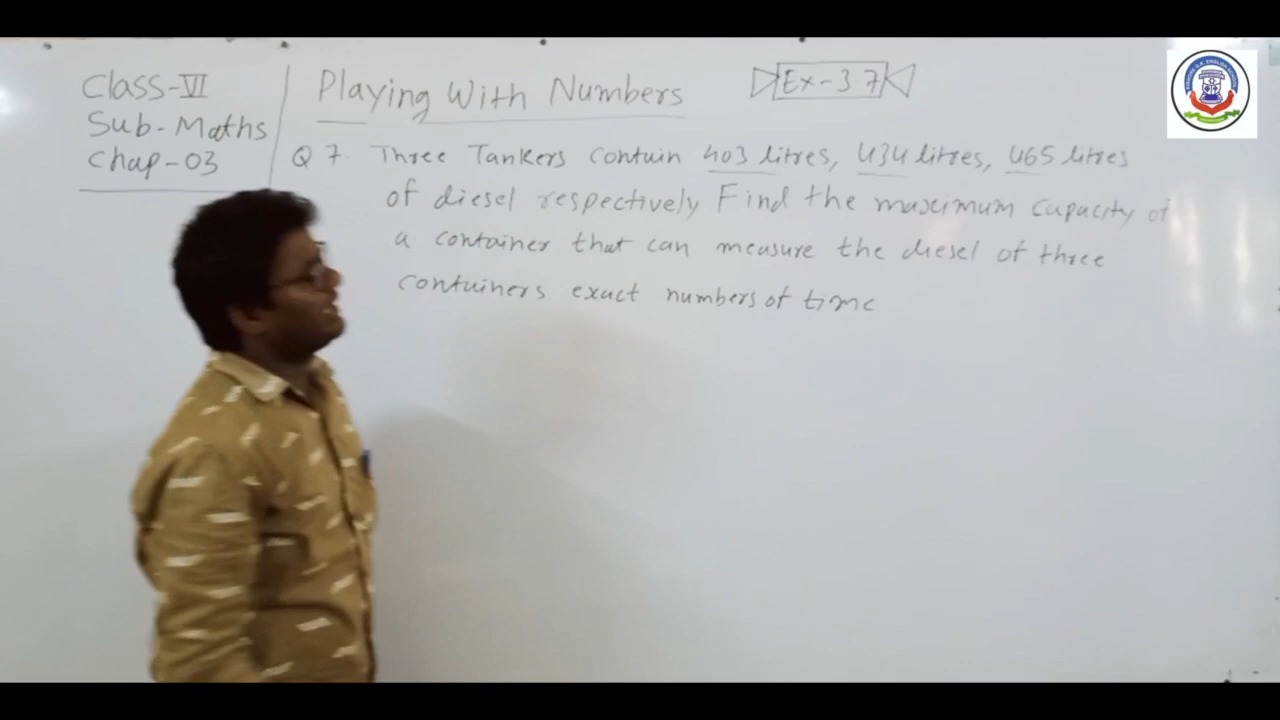 Class-VI
Sub-Maths
Chap-03
Playing With Numbers
Ex-3.7
Q 7. Three Tankers contain 403 litres, 434 litres, 465 litres
of diesel respectively Find the maximum capacity of
a container that can measure the diesel of three
containers exact numbers of time